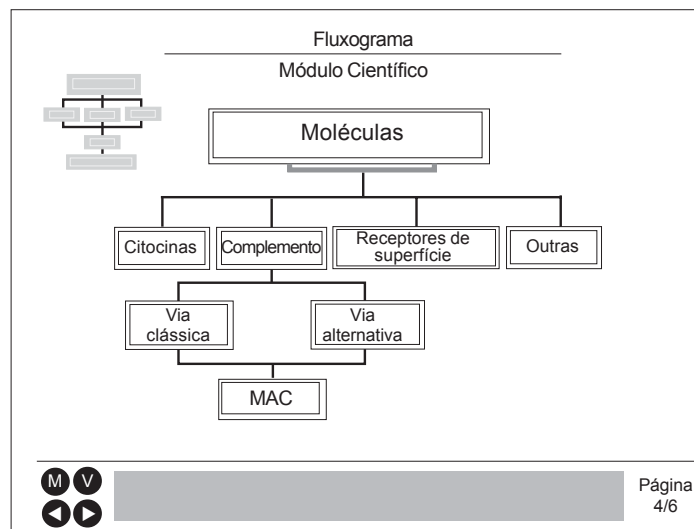 Fluxograma
Módulo Científico
Moléculas
Citocinas
Complemento
Receptores de
superfície
Outras
Via
clássica
Via
alternativa
MAC
M V
Página
4/6